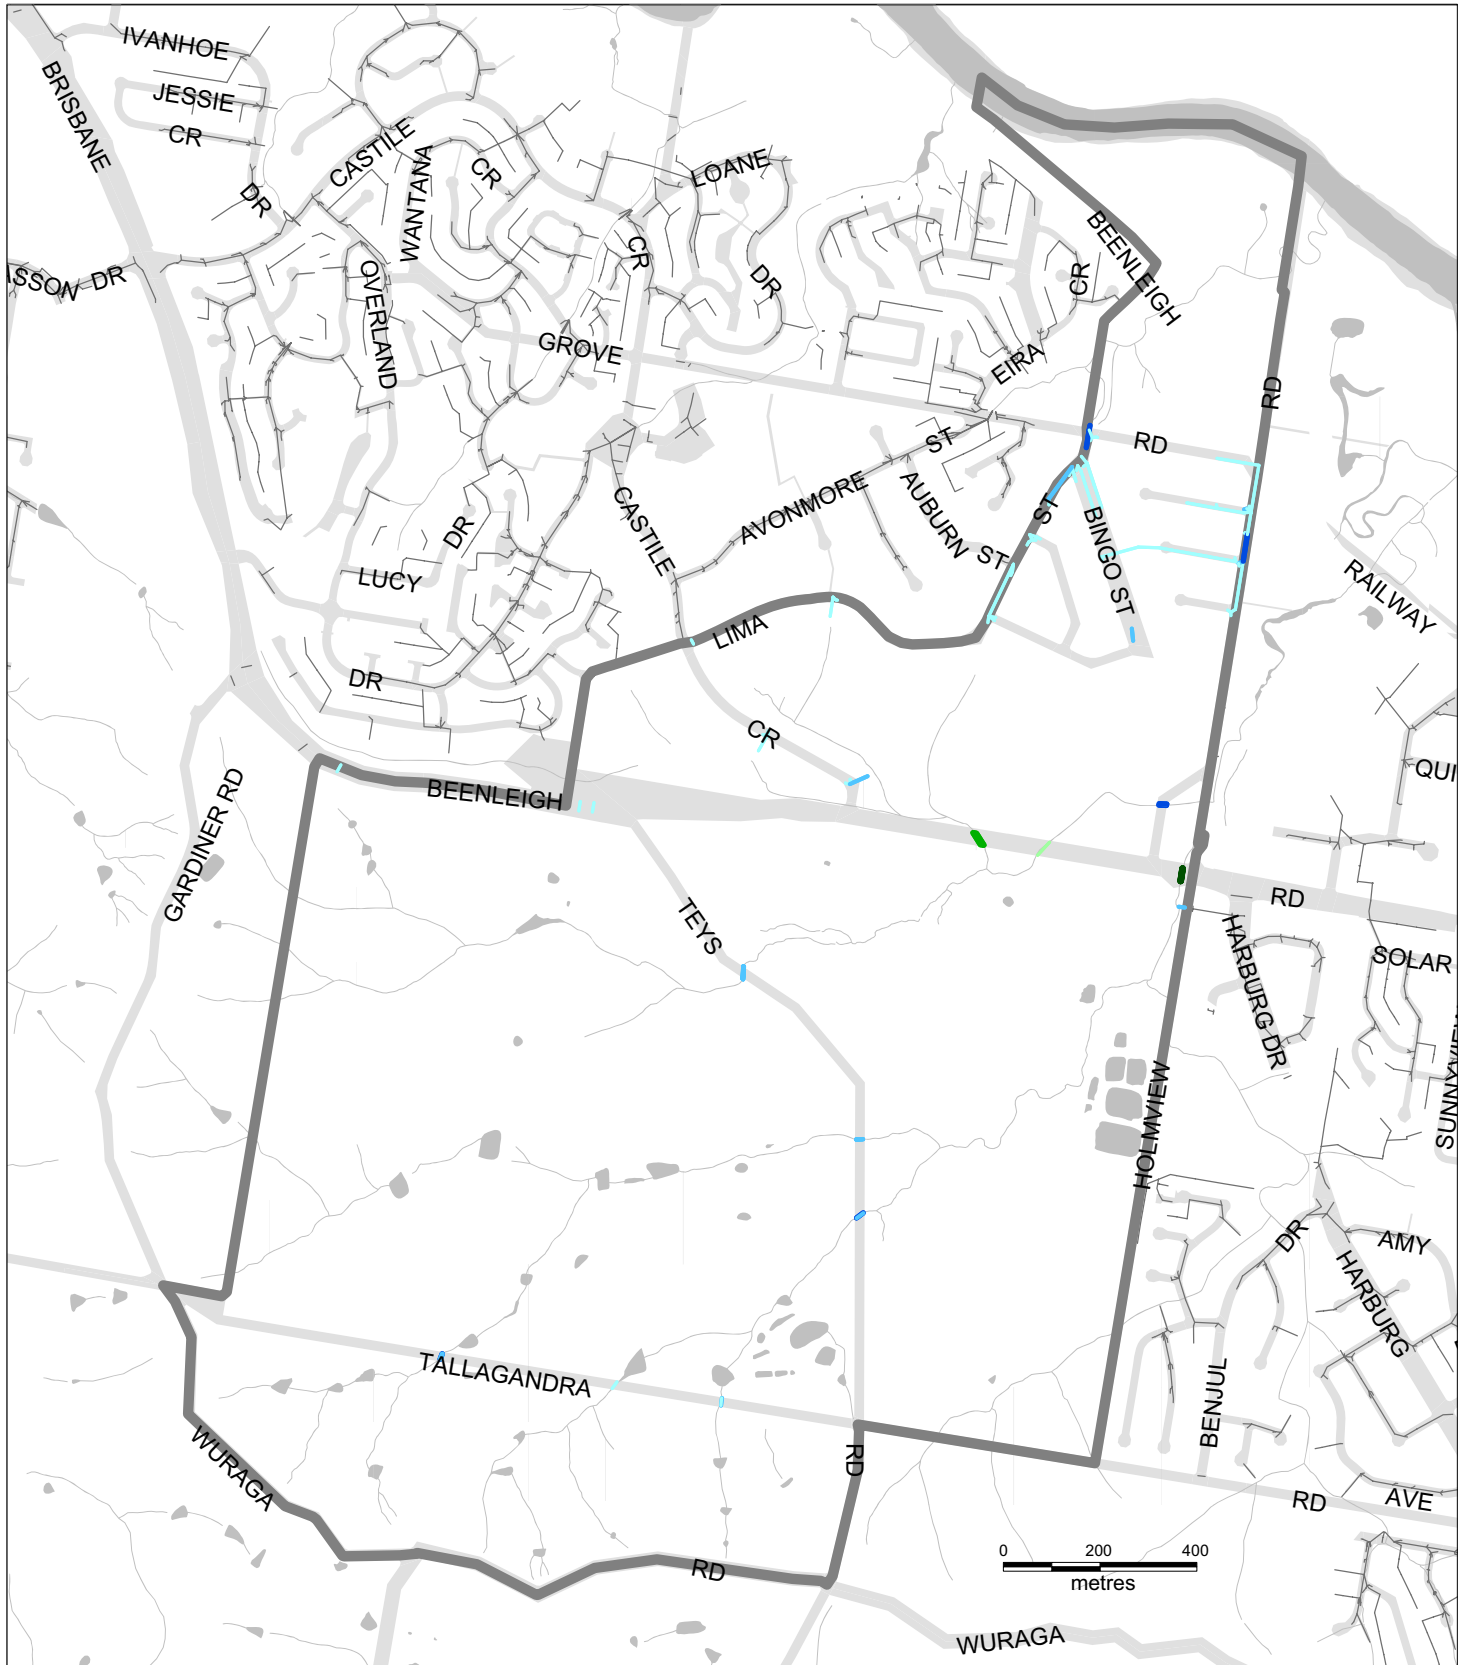 IVANHOE
BRISBANE
JESSIE
CR
CASTILE
WANTANA
CR
LOANE
DR
BEENLEIGH
CR
CR
DR
ASSON DR
OVERLAND
GROVE
EIRA
RD
ST
RD
AVONMORE
AUBURN
ST
CASTILE
ST
BINGO ST
DR
LUCY
RAILWAY
LIMA
DR
CR
QUI
BEENLEIGH
GARDINER RD
RD
TEYS
HARBURG DR
SOLAR
HOLMVIEW
SUNNYVIEW
DR
AMY
HARBURG
TALLAGANDRA
BENJUL
WURAGA
RD
RD
AVE
0 200 400
metres
RD
WURAGA